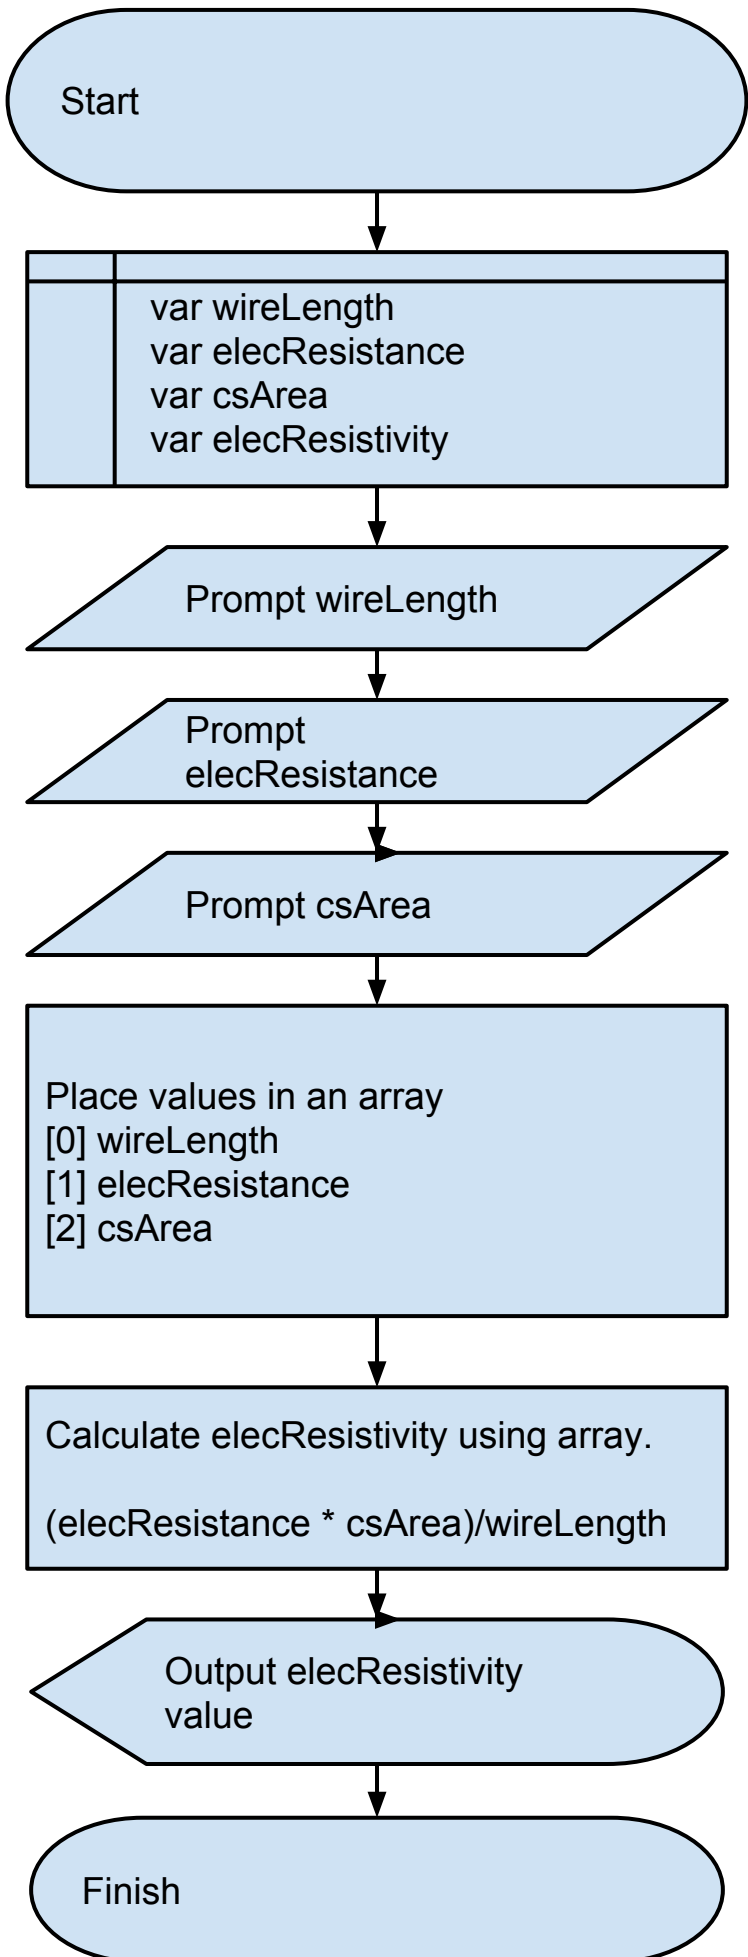 Start
var wireLength
var elecResistance
var csArea
var elecResistivity
Prompt wireLength
Prompt
elecResistance
Prompt csArea
Place values in an array
[0] wireLength
[1] elecResistance
[2] csArea
Calculate elecResistivity using array.
(elecResistance * csArea)/wireLength
Output elecResistivity
value
Finish